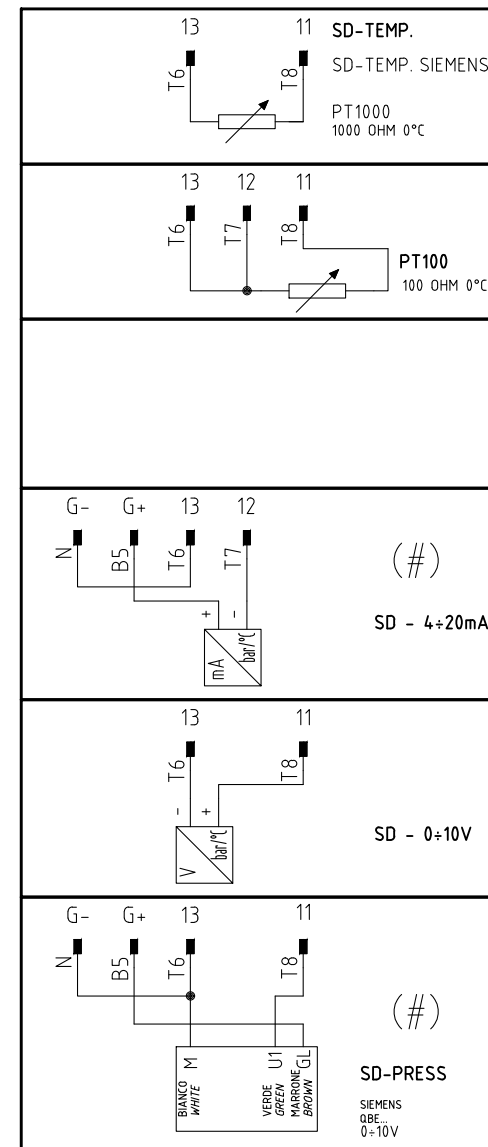 13 11 SD-TEMP.
T6 T8 SD-TEMP. SIEMENS
PT1000
1000 OHM 0°C
13 12 11
T6 T7 T8
PT100
100 OHM 0°C
G- G+ 13 12
N B5 T6 T7
(#)
+ -
SD - 4÷20mA
mA bar/°C
13 11
T6 T8
- +
SD - 0÷10V
V bar/°C
G- G+ 13 11
N B5 T6 T8
(#)
M U1 GL
BIANCO VERDE MARRONE
WHITE GREEN BROWN
SD-PRESS
SIEMENS
QBE...
0÷10V